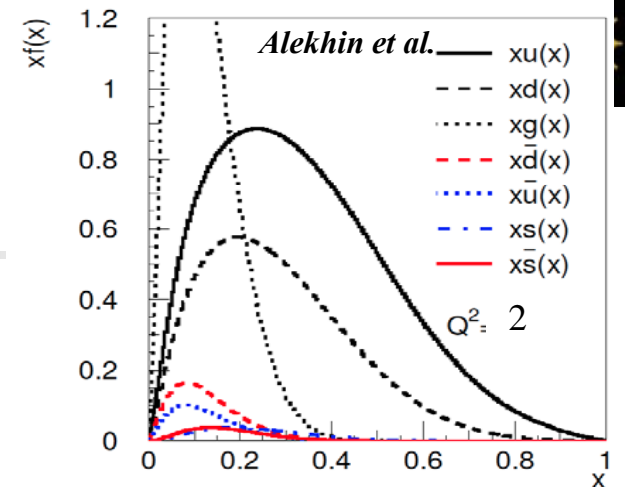 xf(x)
1.2
1
0.8
0.6
0.4
0.2
0
Alekhin et al.
xu(x)
xd(x)
xg(x)
xd̄(x)
xū(x)
xs(x)
xs̄(x)
Q²= 2
0 0.2 0.4 0.6 0.8 1
x